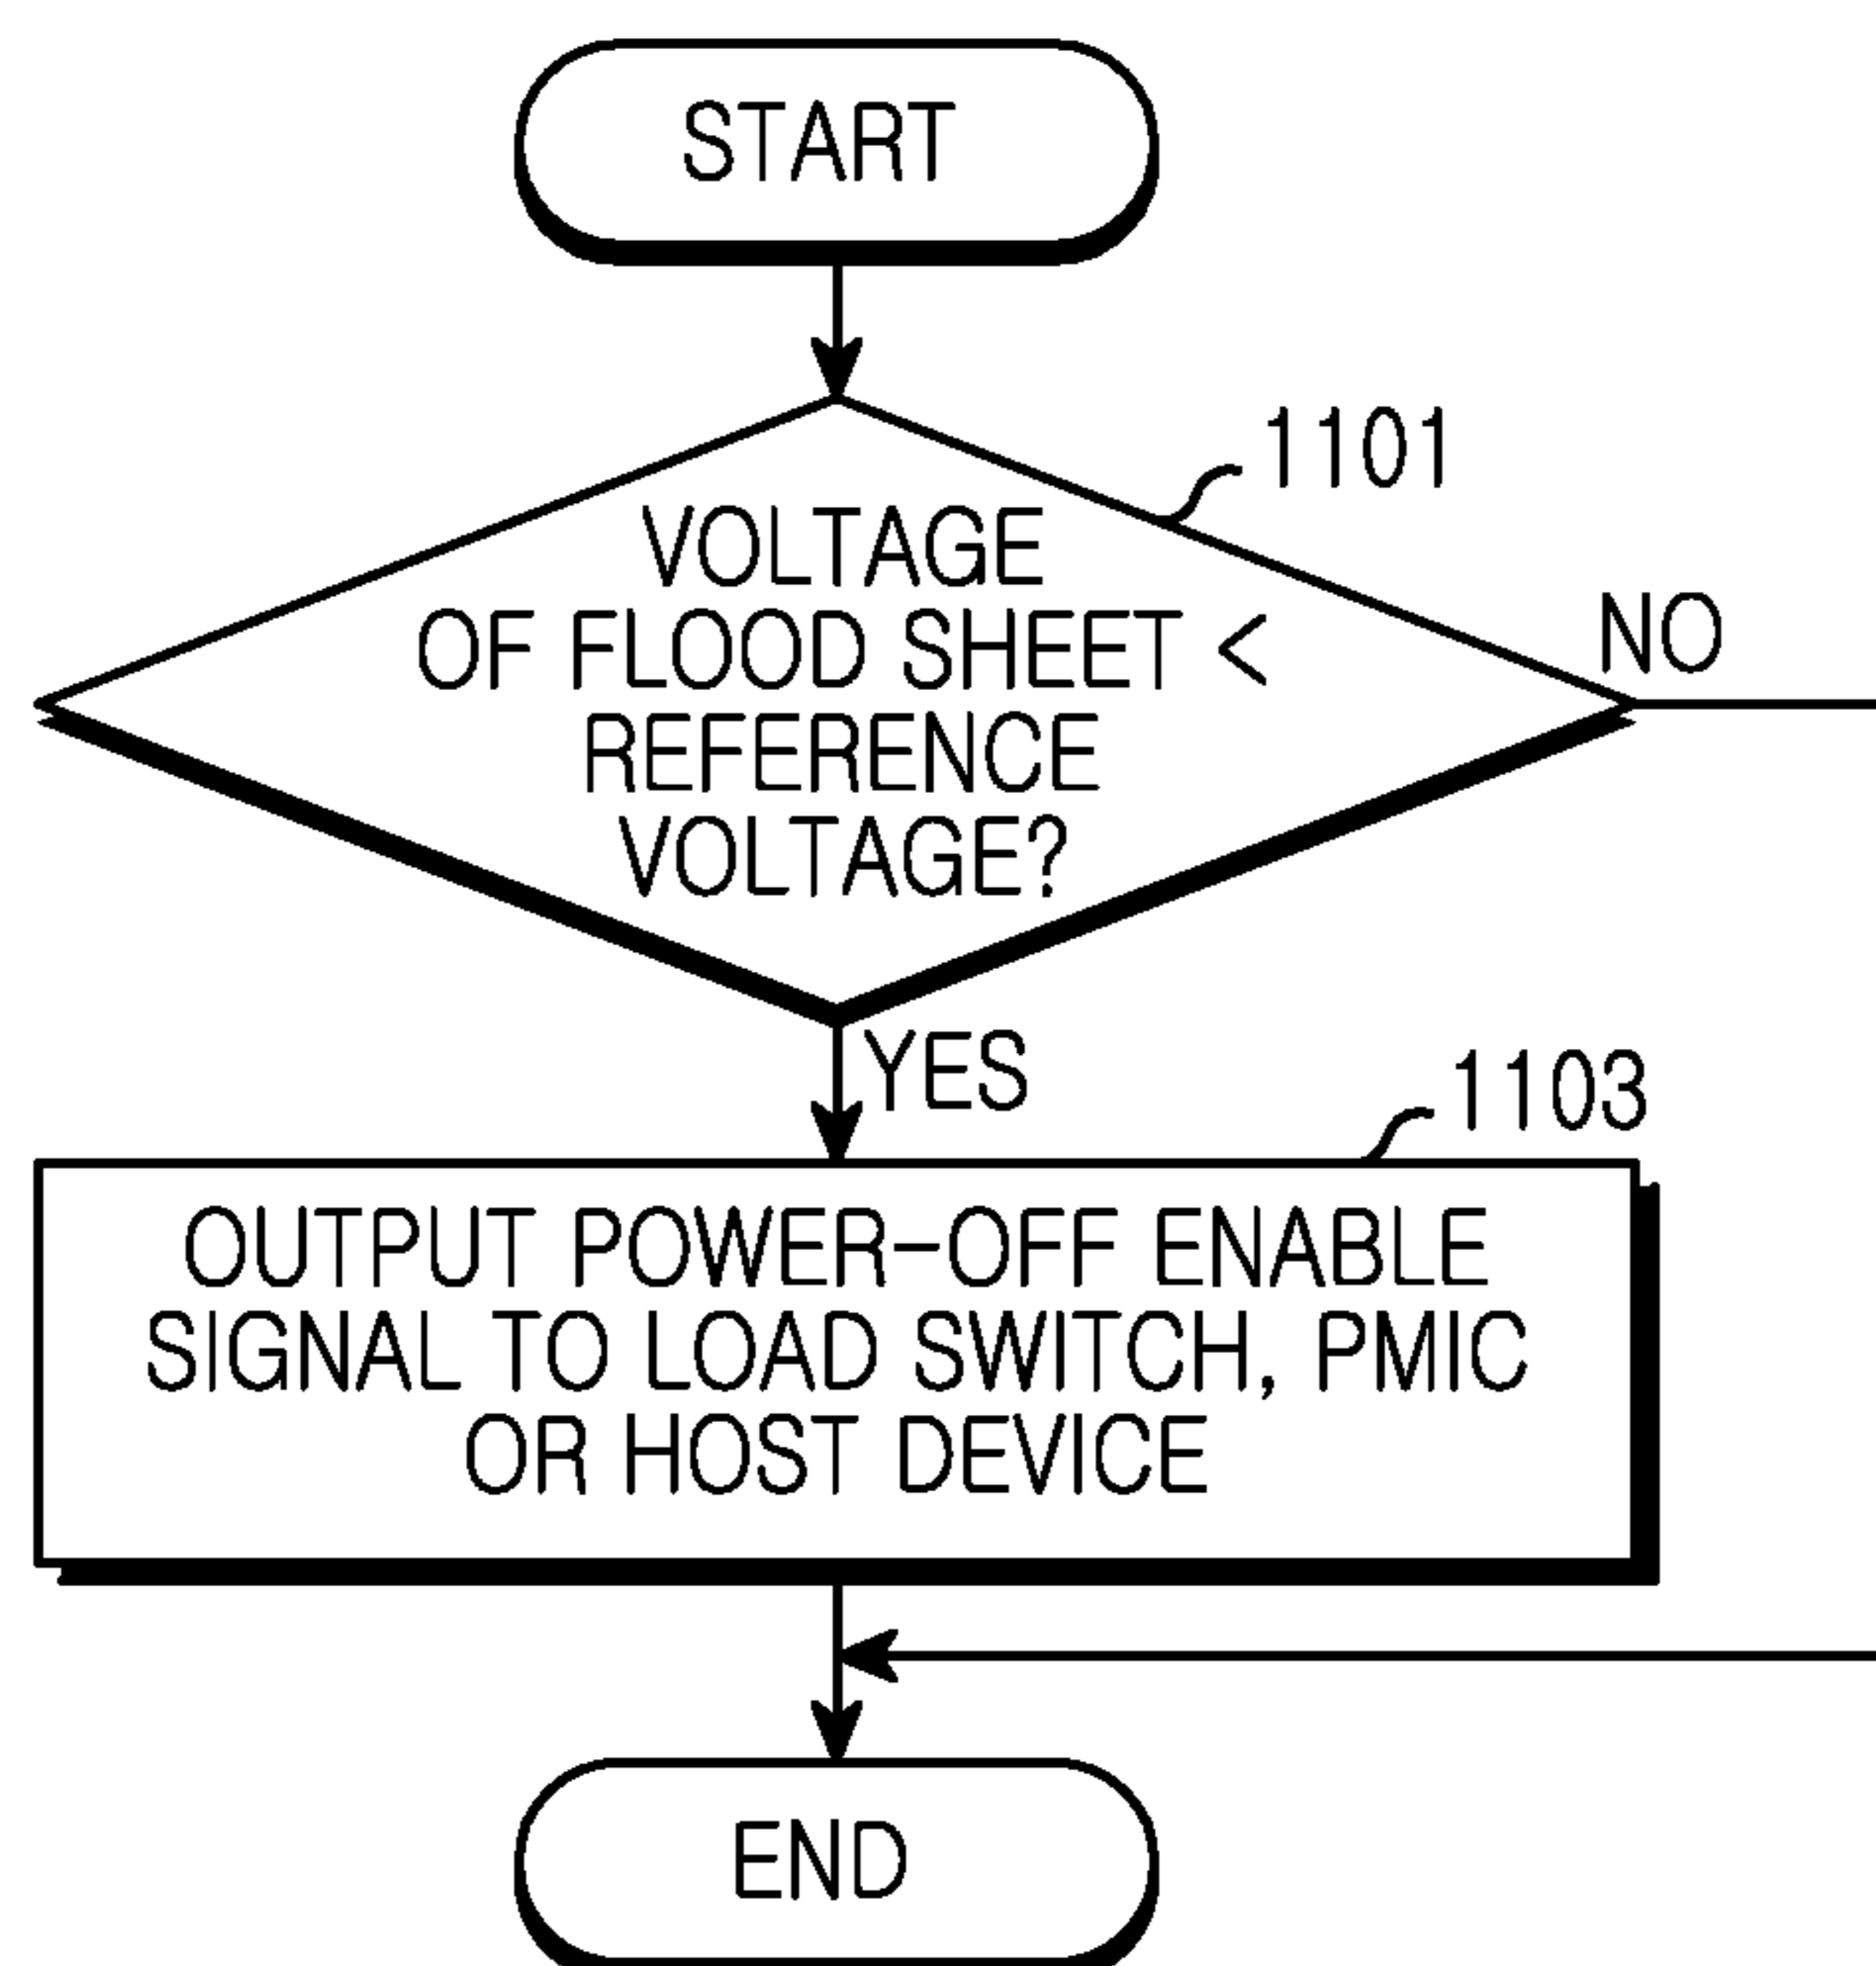 START
1101
VOLTAGE
OF FLOOD SHEET <
REFERENCE
VOLTAGE?
NO
YES
1103
OUTPUT POWER-OFF ENABLE
SIGNAL TO LOAD SWITCH, PMIC
OR HOST DEVICE
END